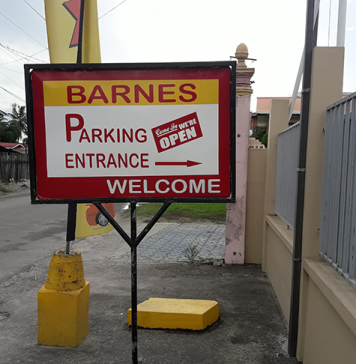 BARNES
PARKING
Come In WE'RE
OPEN
ENTRANCE
WELCOME